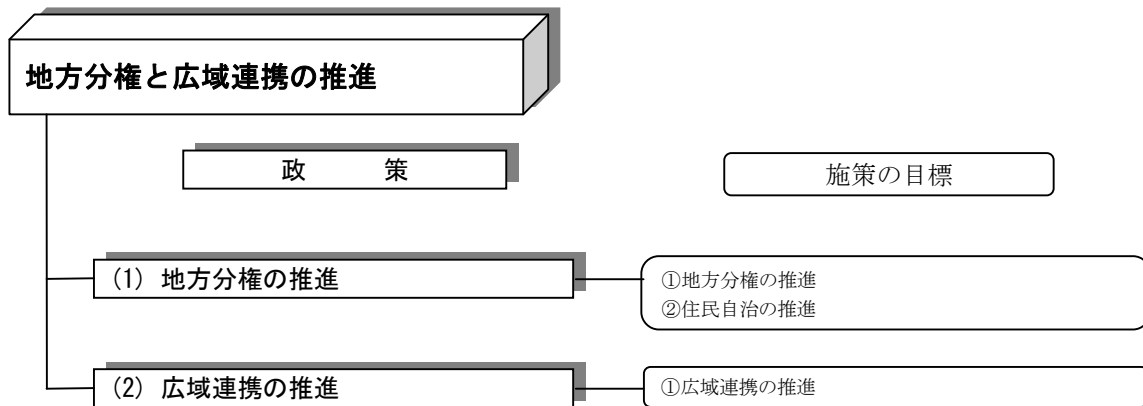 地方分権と広域連携の推進
政　　策
施策の目標
(1) 地方分権の推進
①地方分権の推進
②住民自治の推進
(2) 広域連携の推進
①広域連携の推進